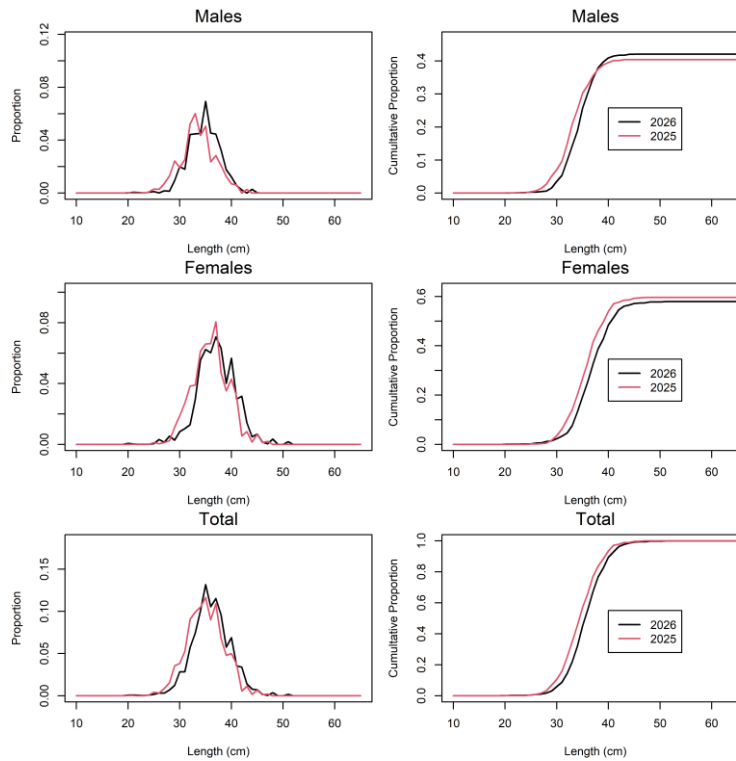 Males
Proportion
0.00
0.04
0.08
0.12
10 20 30 40 50 60
Length (cm)
Males
Cumultative Proportion
0.0
0.1
0.2
0.3
0.4
2026
2025
10 20 30 40 50 60
Length (cm)
Females
Proportion
0.00
0.04
0.08
10 20 30 40 50 60
Length (cm)
Females
Cumultative Proportion
0.0
0.2
0.4
0.6
2026
2025
10 20 30 40 50 60
Length (cm)
Total
Proportion
0.00
0.05
0.10
0.15
10 20 30 40 50 60
Length (cm)
Total
Cumultative Proportion
0.0
0.2
0.4
0.6
0.8
1.0
2026
2025
10 20 30 40 50 60
Length (cm)